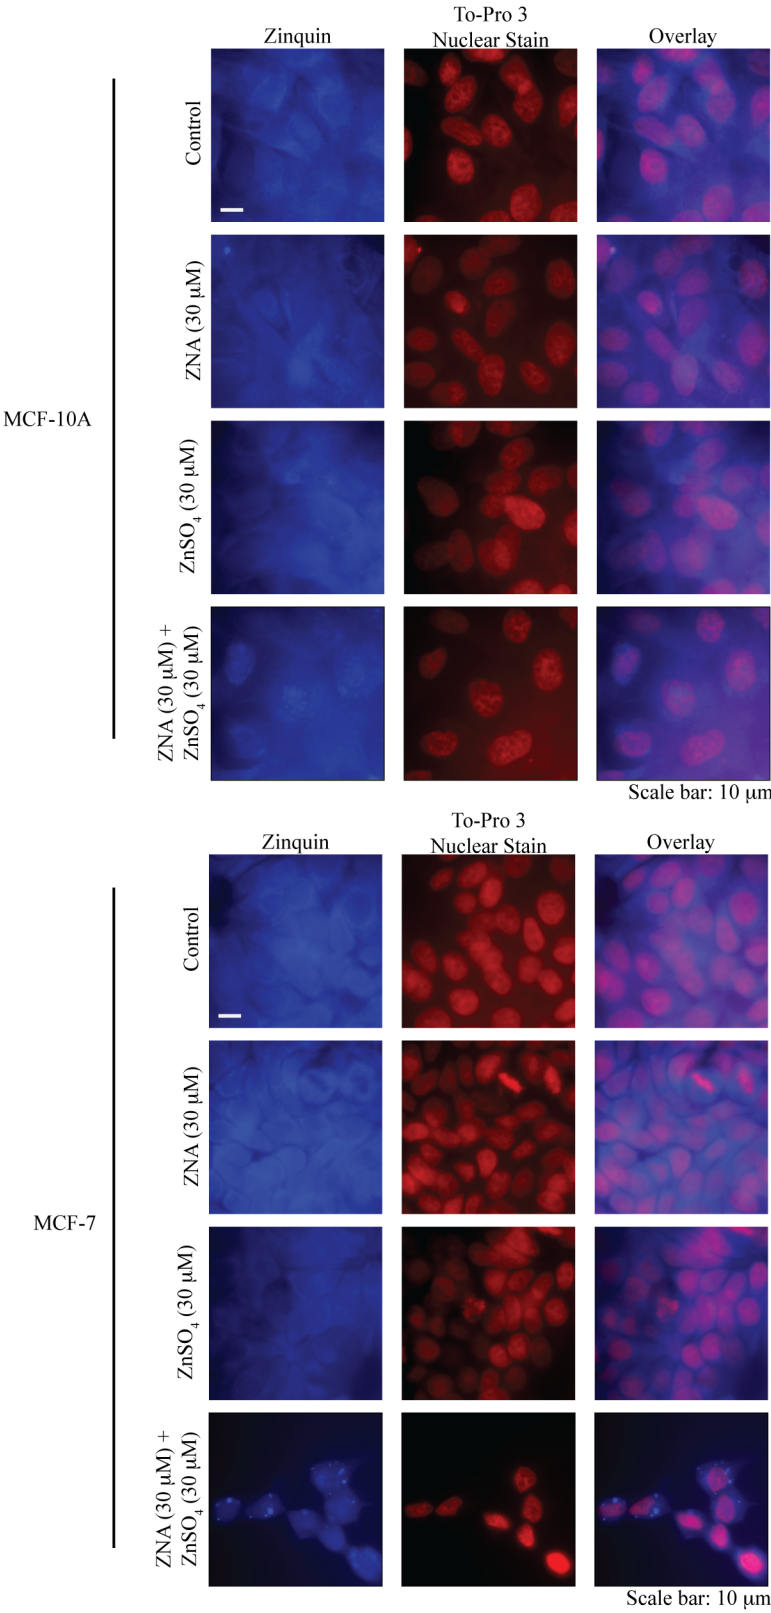 To-Pro 3
Zinquin Nuclear Stain Overlay
Control
ZNA (30 μM)
MCF-10A
ZnSO4 (30 μM)
ZNA (30 μM) +
ZnSO4 (30 μM)
Scale bar: 10 μm
To-Pro 3
Zinquin Nuclear Stain Overlay
Control
ZNA (30 μM)
MCF-7
ZnSO4 (30 μM)
ZNA (30 μM) +
ZnSO4 (30 μM)
Scale bar: 10 μm